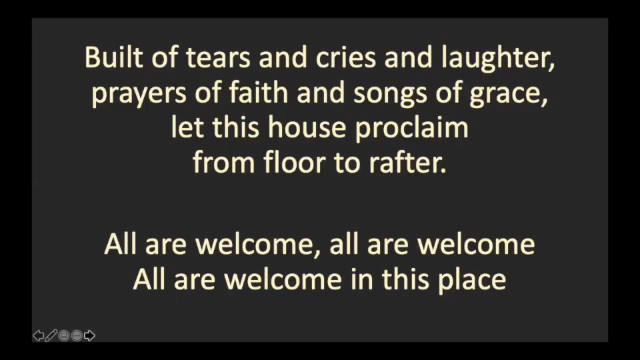 Built of tears and cries and laughter,
prayers of faith and songs of grace,
let this house proclaim
from floor to rafter.
All are welcome, all are welcome
All are welcome in this place